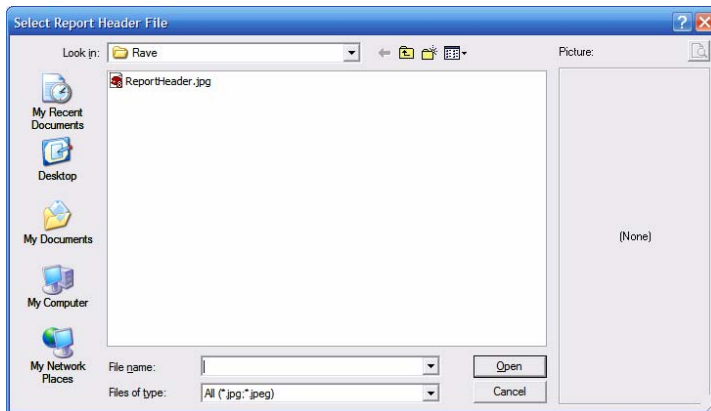 Select Report Header File
Look in: Rave Picture:
ReportHeader.jpg
My Recent
Documents
Desktop
My Documents
My Computer
My Network
Places
(None)
File name: Open
Files of type: All (*.jpg;*.jpeg) Cancel